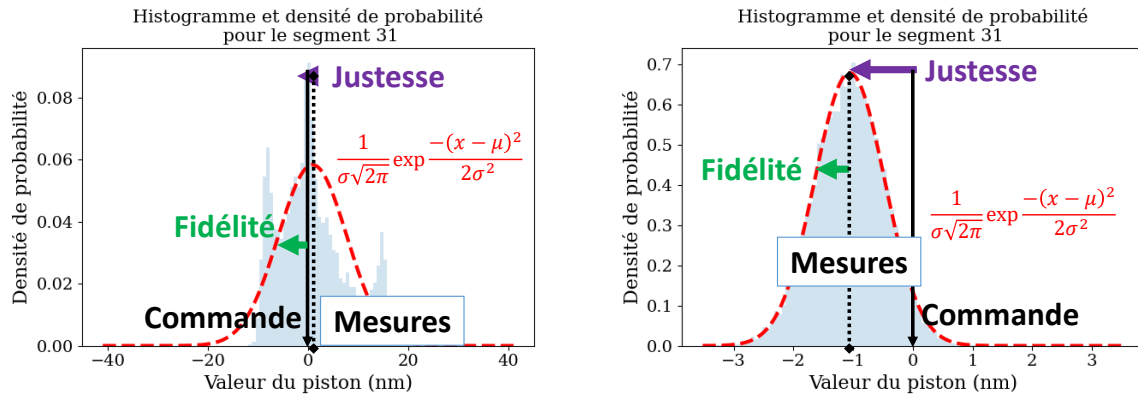 Histogramme et densité de probabilité
pour le segment 31
Densité de probabilité
0.08
0.06
0.04
0.02
0.00
Justesse
1/(σ√2π) exp −(x − μ)²/2σ²
Fidélité
Commande
Mesures
−40
−20
0
20
40
Valeur du piston (nm)
Histogramme et densité de probabilité
pour le segment 31
Densité de probabilité
0.7
0.6
0.5
0.4
0.3
0.2
0.1
0.0
Justesse
Fidélité
1/(σ√2π) exp −(x − μ)²/2σ²
Mesures
Commande
−3
−2
−1
0
1
2
3
Valeur du piston (nm)